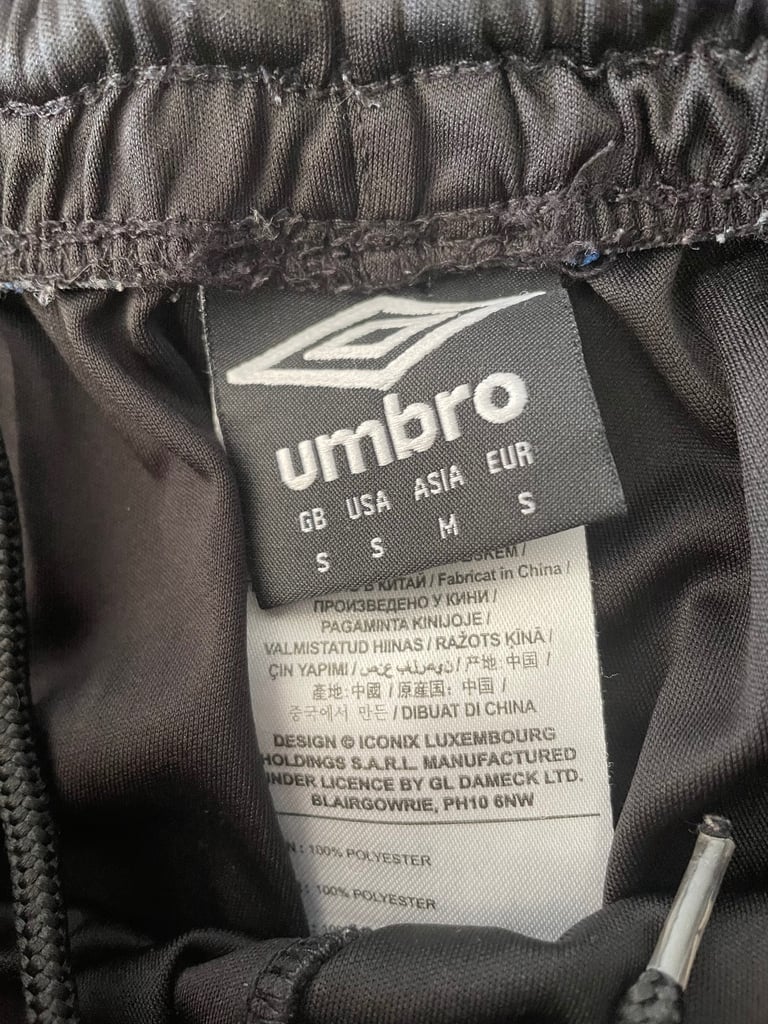 umbro
GB USA ASIA EUR
S S M S
В КИТАЙ / Fabricat in China /
ПРОИЗВЕДЕНО У КИНИ /
PAGAMINTA KINIJOJE /
VALMISTATUD HIINAS / RAŽOTS ĶĪNĀ /
ÇIN YAPIMI / صنع بالصين / 产地: 中国 /
產地: 中國 / 原産国: 中国 /
중국에서 만든 / DIBUAT DI CHINA
DESIGN © ICONIX LUXEMBOURG
HOLDINGS S.A.R.L. MANUFACTURED
UNDER LICENCE BY GL DAMECK LTD.
BLAIRGOWRIE, PH10 6NW
: 100% POLYESTER
: 100% POLYESTER